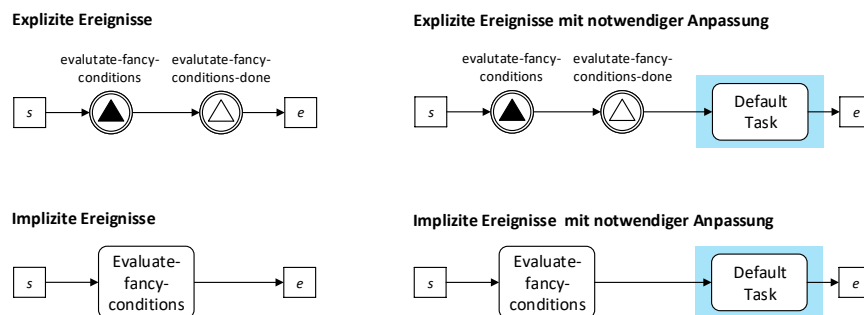 Explizite Ereignisse
evalutate-fancy-
conditions
evalutate-fancy-
conditions-done
s
e
Explizite Ereignisse mit notwendiger Anpassung
evalutate-fancy-
conditions
evalutate-fancy-
conditions-done
s
Default
Task
e
Implizite Ereignisse
s
Evaluate-
fancy-
conditions
e
Implizite Ereignisse mit notwendiger Anpassung
s
Evaluate-
fancy-
conditions
Default
Task
e